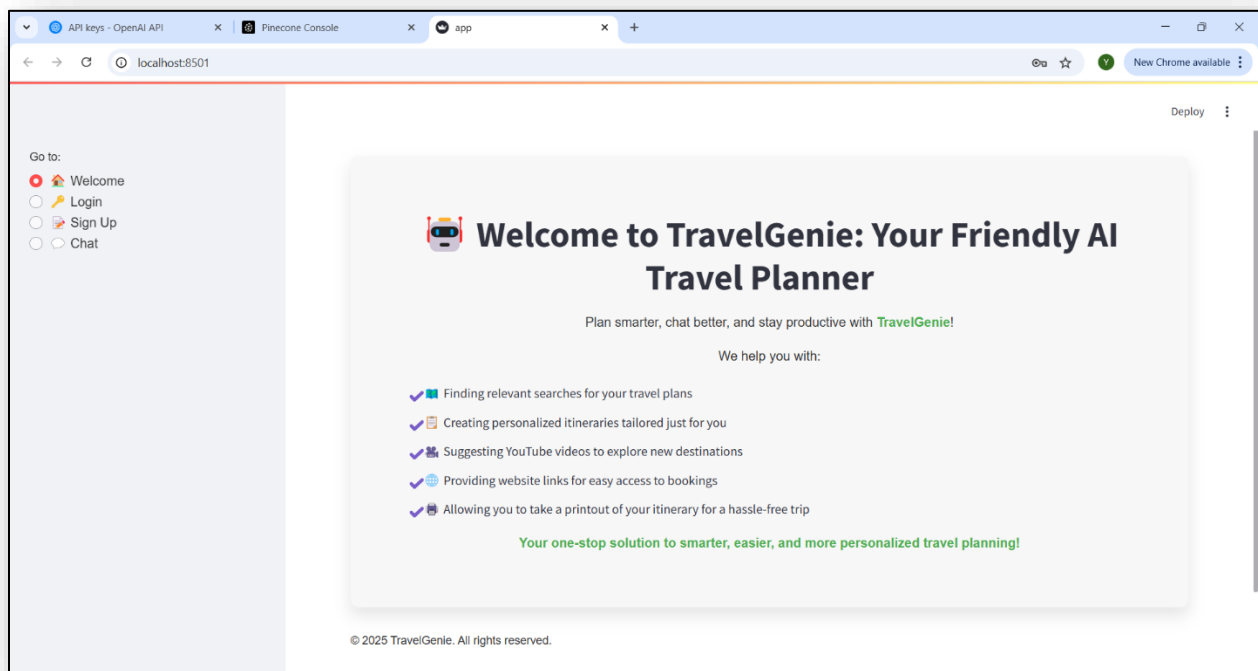 API keys - OpenAI API
Pinecone Console
app
localhost:8501
Y
New Chrome available
Deploy
Go to:
Welcome
Login
Sign Up
Chat
Welcome to TravelGenie: Your Friendly AI
Travel Planner
Plan smarter, chat better, and stay productive with TravelGenie!
We help you with:
Finding relevant searches for your travel plans
Creating personalized itineraries tailored just for you
Suggesting YouTube videos to explore new destinations
Providing website links for easy access to bookings
Allowing you to take a printout of your itinerary for a hassle-free trip
Your one-stop solution to smarter, easier, and more personalized travel planning!
© 2025 TravelGenie. All rights reserved.